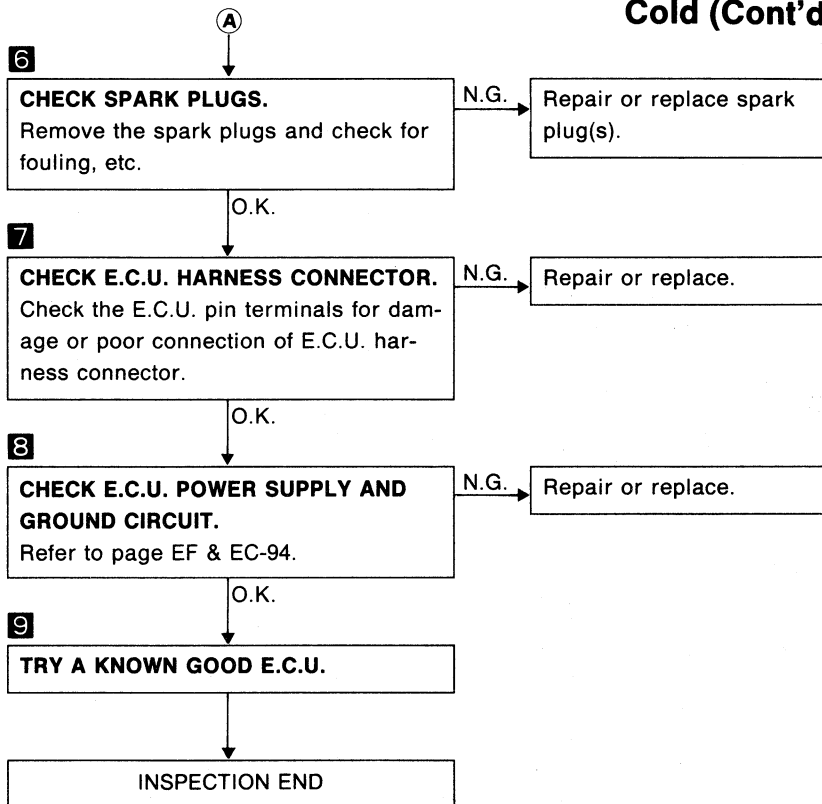 Cold (Cont'd
A
6
CHECK SPARK PLUGS.
Remove the spark plugs and check for
fouling, etc.
N.G.
Repair or replace spark
plug(s).
O.K.
7
CHECK E.C.U. HARNESS CONNECTOR.
Check the E.C.U. pin terminals for dam-
age or poor connection of E.C.U. har-
ness connector.
N.G.
Repair or replace.
O.K.
8
CHECK E.C.U. POWER SUPPLY AND
GROUND CIRCUIT.
Refer to page EF & EC-94.
N.G.
Repair or replace.
O.K.
9
TRY A KNOWN GOOD E.C.U.
INSPECTION END